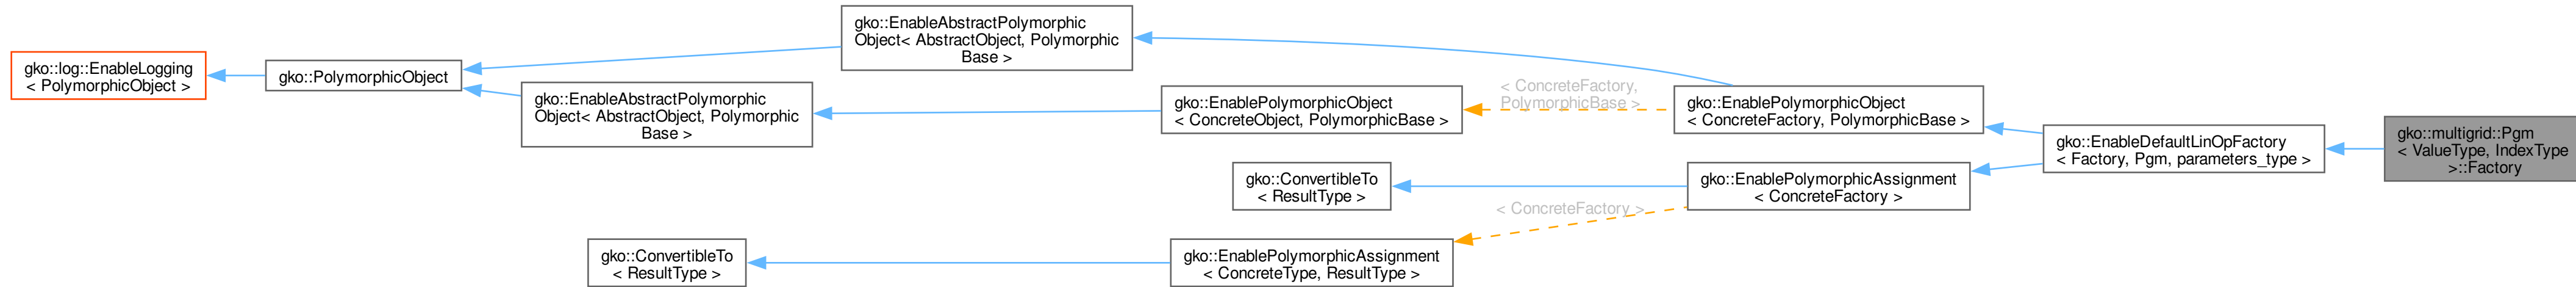 gko::log::EnableLogging
< PolymorphicObject >
gko::PolymorphicObject
gko::EnableAbstractPolymorphic
Object< AbstractObject, Polymorphic
Base >
gko::EnableAbstractPolymorphic
Object< AbstractObject, Polymorphic
Base >
gko::EnablePolymorphicObject
< ConcreteObject, PolymorphicBase >
< ConcreteFactory,
PolymorphicBase >
gko::EnablePolymorphicObject
< ConcreteFactory, PolymorphicBase >
gko::EnableDefaultLinOpFactory
< Factory, Pgm, parameters_type >
gko::multigrid::Pgm
< ValueType, IndexType
>::Factory
gko::ConvertibleTo
< ResultType >
gko::EnablePolymorphicAssignment
< ConcreteFactory >
< ConcreteFactory >
gko::ConvertibleTo
< ResultType >
gko::EnablePolymorphicAssignment
< ConcreteType, ResultType >